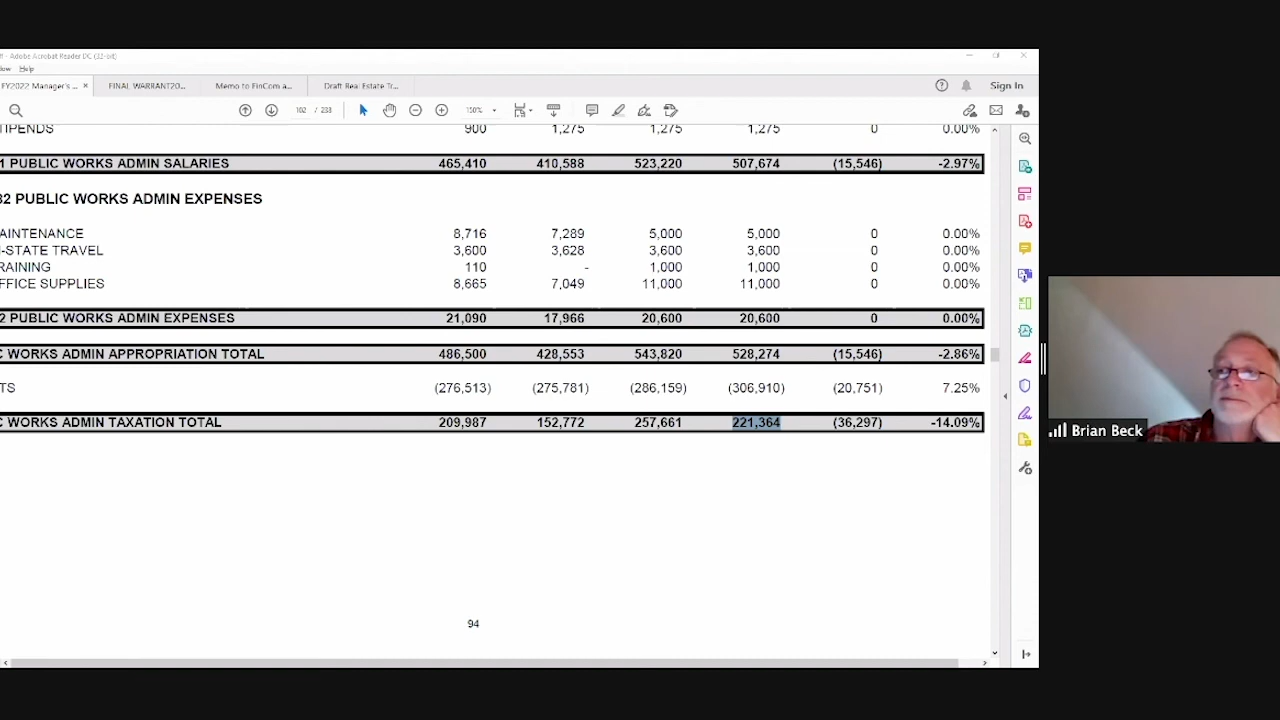 ff - Adobe Acrobat Reader DC (32-bit)
dow Help
FY2022 Manager's ... × FINAL WARRANT20... Memo to FinCom a... Draft Real Estate Tr... Sign In
102 / 233 150%
TIPENDS 900 1,275 1,275 1,275 0 0.00%
1 PUBLIC WORKS ADMIN SALARIES 465,410 410,588 523,220 507,674 (15,546) -2.97%
32 PUBLIC WORKS ADMIN EXPENSES
AINTENANCE 8,716 7,289 5,000 5,000 0 0.00%
I-STATE TRAVEL 3,600 3,628 3,600 3,600 0 0.00%
RAINING 110 - 1,000 1,000 0 0.00%
FFICE SUPPLIES 8,665 7,049 11,000 11,000 0 0.00%
2 PUBLIC WORKS ADMIN EXPENSES 21,090 17,966 20,600 20,600 0 0.00%
C WORKS ADMIN APPROPRIATION TOTAL 486,500 428,553 543,820 528,274 (15,546) -2.86%
TS (276,513) (275,781) (286,159) (306,910) (20,751) 7.25%
C WORKS ADMIN TAXATION TOTAL 209,987 152,772 257,661 221,364 (36,297) -14.09%
Brian Beck
94